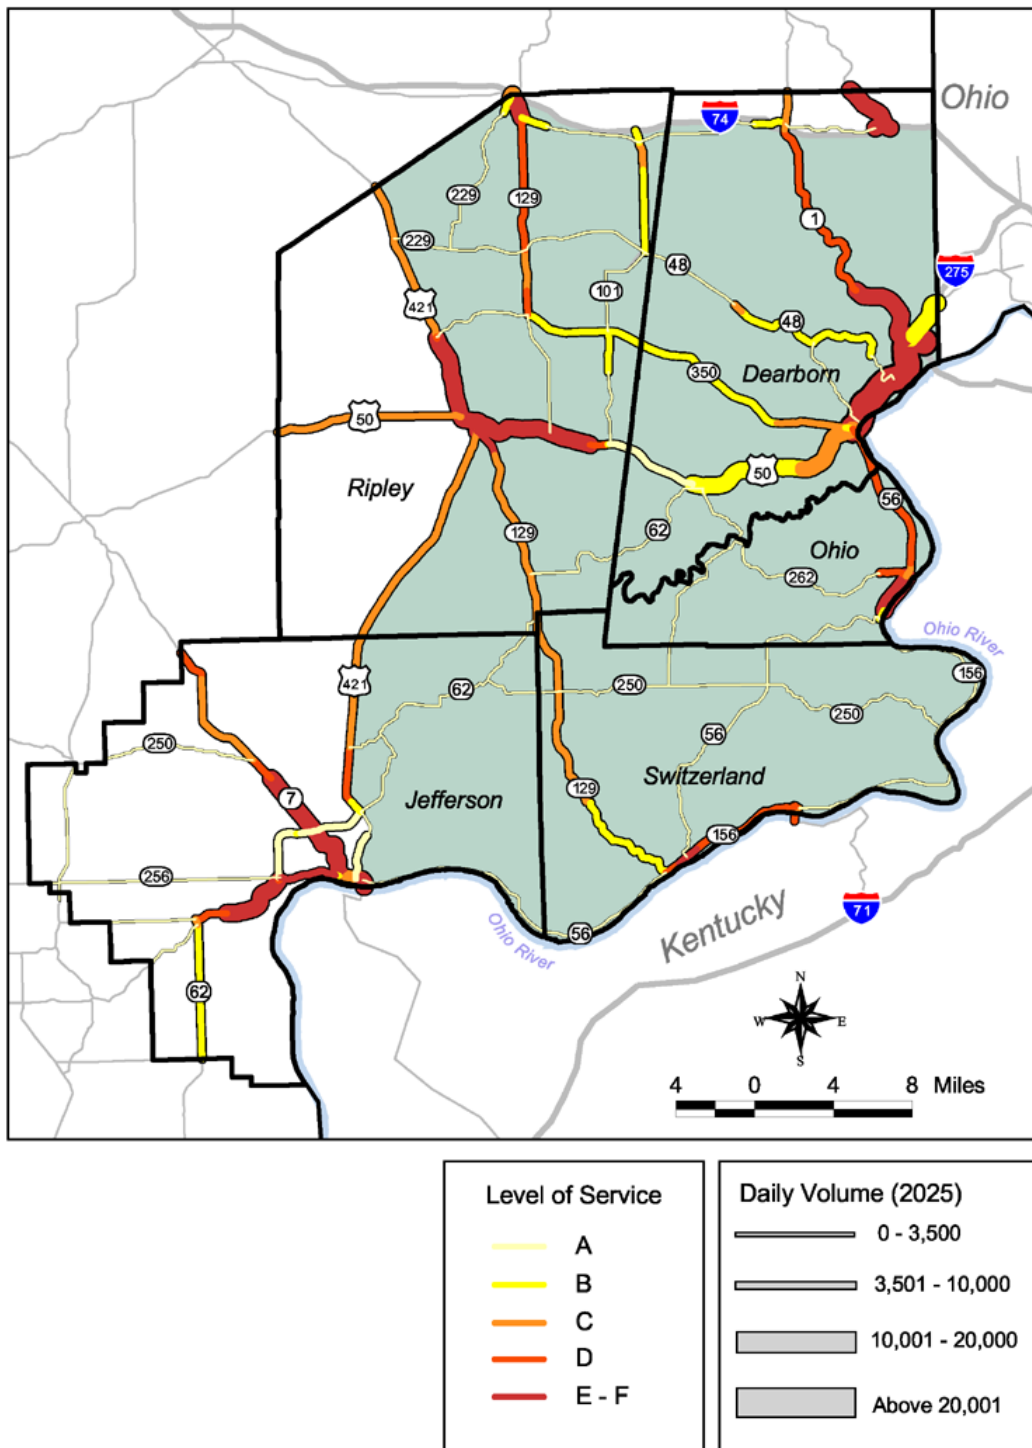 Ohio
74
229
129
229
1
48
275
101
421
48
350
Dearborn
50
50
Ripley
56
129
62
Ohio
262
Ohio River
156
421
62
250
250
250
56
Switzerland
129
7
Jefferson
156
256
Kentucky
71
Ohio River
56
62
N
W E
S
4 0 4 8 Miles
Level of Service
A
B
C
D
E - F
Daily Volume (2025)
0 - 3,500
3,501 - 10,000
10,001 - 20,000
Above 20,001